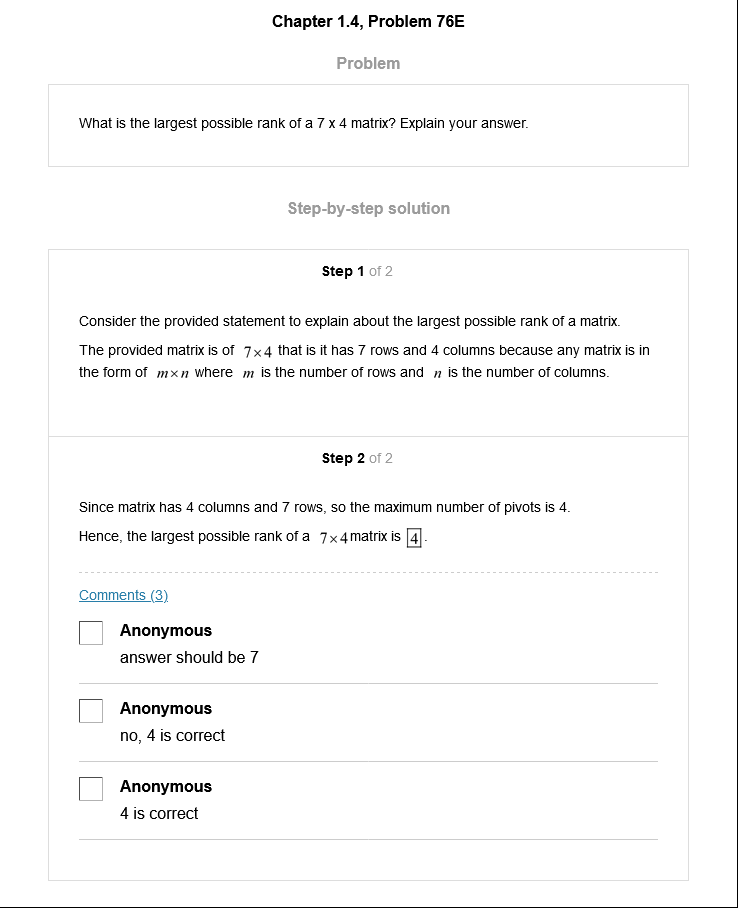 Chapter 1.4, Problem 76E
Problem
What is the largest possible rank of a 7 x 4 matrix? Explain your answer.
Step-by-step solution
Step 1 of 2
Consider the provided statement to explain about the largest possible rank of a matrix.
The provided matrix is of 7×4 that is it has 7 rows and 4 columns because any matrix is in
the form of m×n where m is the number of rows and n is the number of columns.
Step 2 of 2
Since matrix has 4 columns and 7 rows, so the maximum number of pivots is 4.
Hence, the largest possible rank of a 7×4 matrix is 4.
Comments (3)
Anonymous
answer should be 7
Anonymous
no, 4 is correct
Anonymous
4 is correct